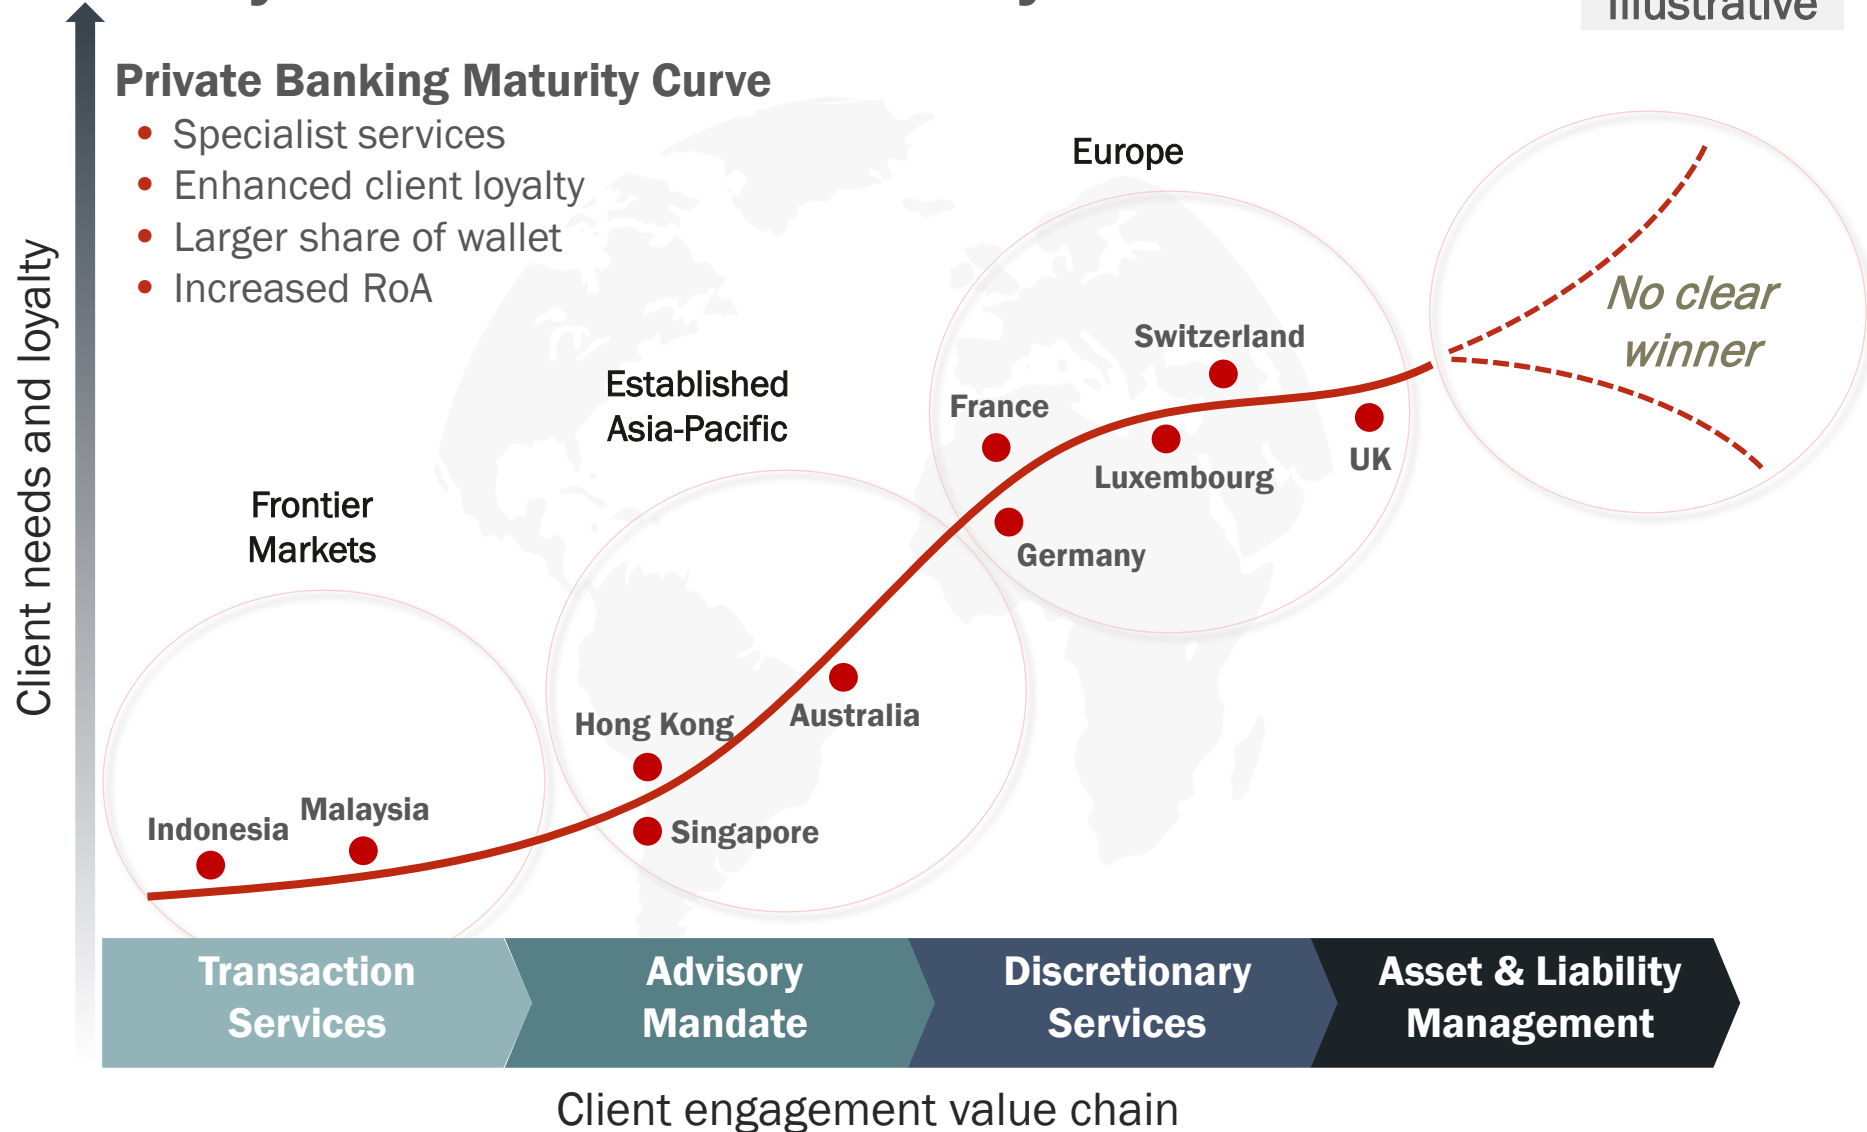 Illustrative
Private Banking Maturity Curve
• Specialist services
• Enhanced client loyalty
• Larger share of wallet
• Increased RoA
Client needs and loyalty
Europe
No clear
winner
Switzerland
Established
Asia-Pacific
France
Luxembourg
UK
Frontier
Markets
Germany
Hong Kong
Australia
Malaysia
Indonesia
Singapore
Transaction
Services
Advisory
Mandate
Discretionary
Services
Asset & Liability
Management
Client engagement value chain